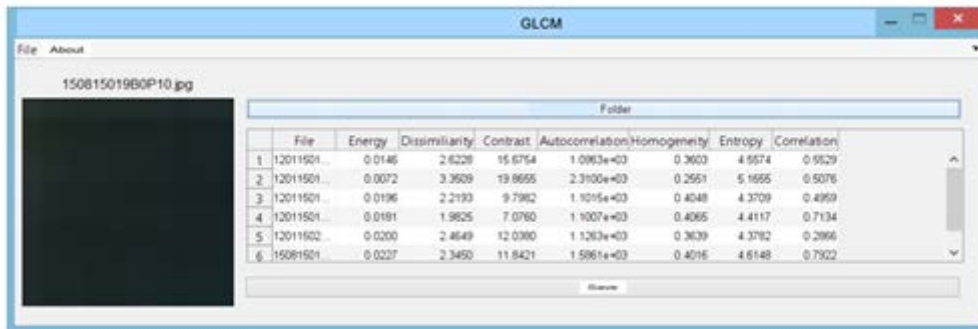 GLCM
File About
150815019B0P10.jpg
Folder
File Energy Dissimiliarity Contrast Autocorrelation Homogeneity Entropy Correlation
1 12011501... 0.0146 2.6228 15.6754 1.0963e+03 0.3603 4.5574 0.5529
2 12011501... 0.0072 3.3509 19.8655 2.3100e+03 0.2551 5.1655 0.5076
3 12011501... 0.0196 2.2193 9.7982 1.1015e+03 0.4048 4.3709 0.4959
4 12011501... 0.0181 1.9825 7.0760 1.1007e+03 0.4065 4.4117 0.7134
5 12011502... 0.0200 2.4649 12.0380 1.1263e+03 0.3639 4.3782 0.2866
6 15081501... 0.0227 2.3450 11.8421 1.5861e+03 0.4016 4.6148 0.7922